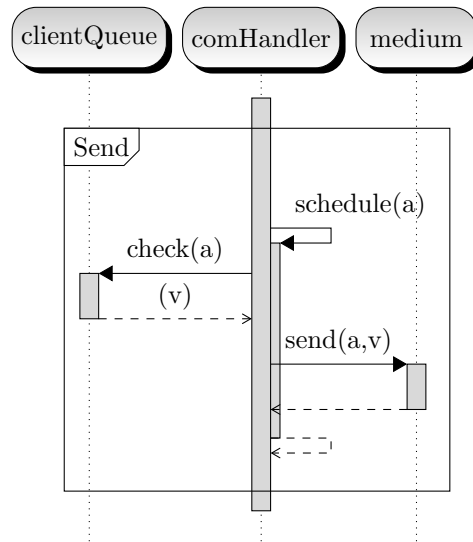 clientQueue
comHandler
medium
Send
schedule(a)
check(a)
(v)
send(a,v)